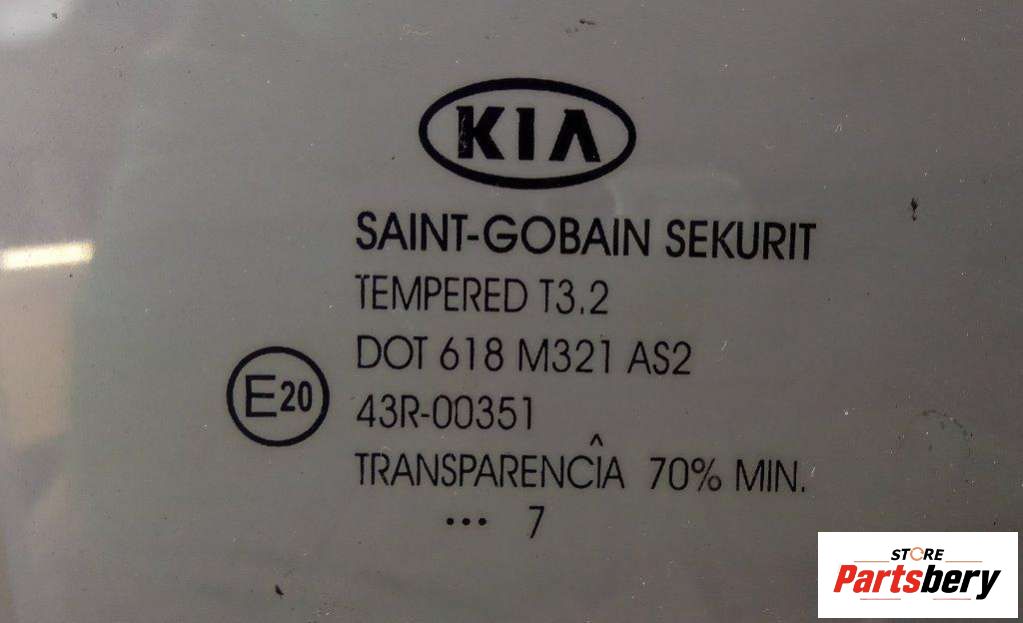 KIA
SAINT-GOBAIN SEKURIT
TEMPERED T3.2
DOT 618 M321 AS2
E20
43R-00351
TRANSPARENCÎA 70% MIN.
... 7
STORE
Partsbery